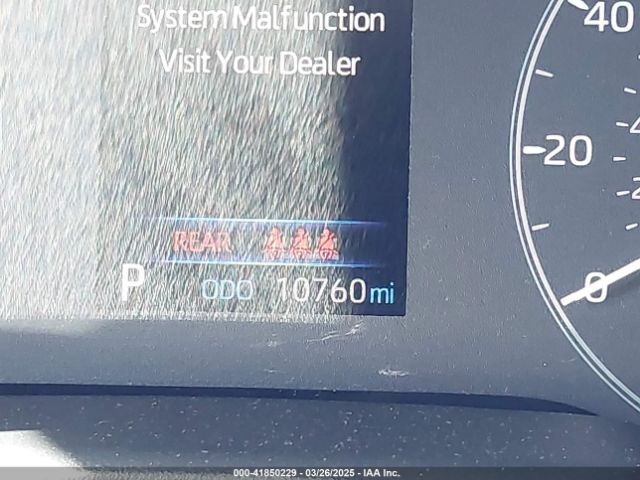 System Malfunction
Visit Your Dealer
40
20
REAR
P ODO 10760 mi
0
000-41850229 - 03/26/2025 - IAA Inc.